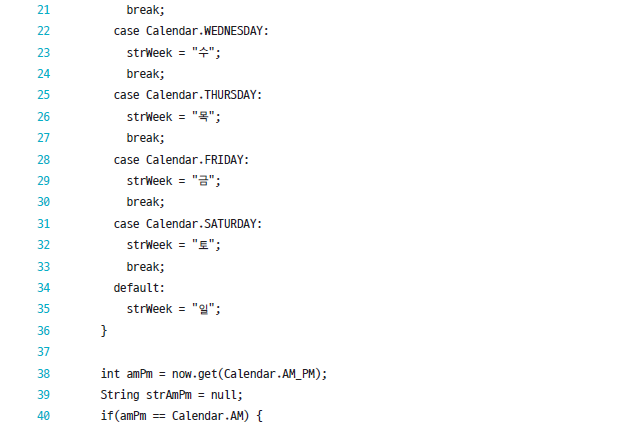 21 break;
22 case Calendar.WEDNESDAY:
23 strWeek = "수";
24 break;
25 case Calendar.THURSDAY:
26 strWeek = "목";
27 break;
28 case Calendar.FRIDAY:
29 strWeek = "금";
30 break;
31 case Calendar.SATURDAY:
32 strWeek = "토";
33 break;
34 default:
35 strWeek = "일";
36 }
37
38 int amPm = now.get(Calendar.AM_PM);
39 String strAmPm = null;
40 if(amPm == Calendar.AM) {